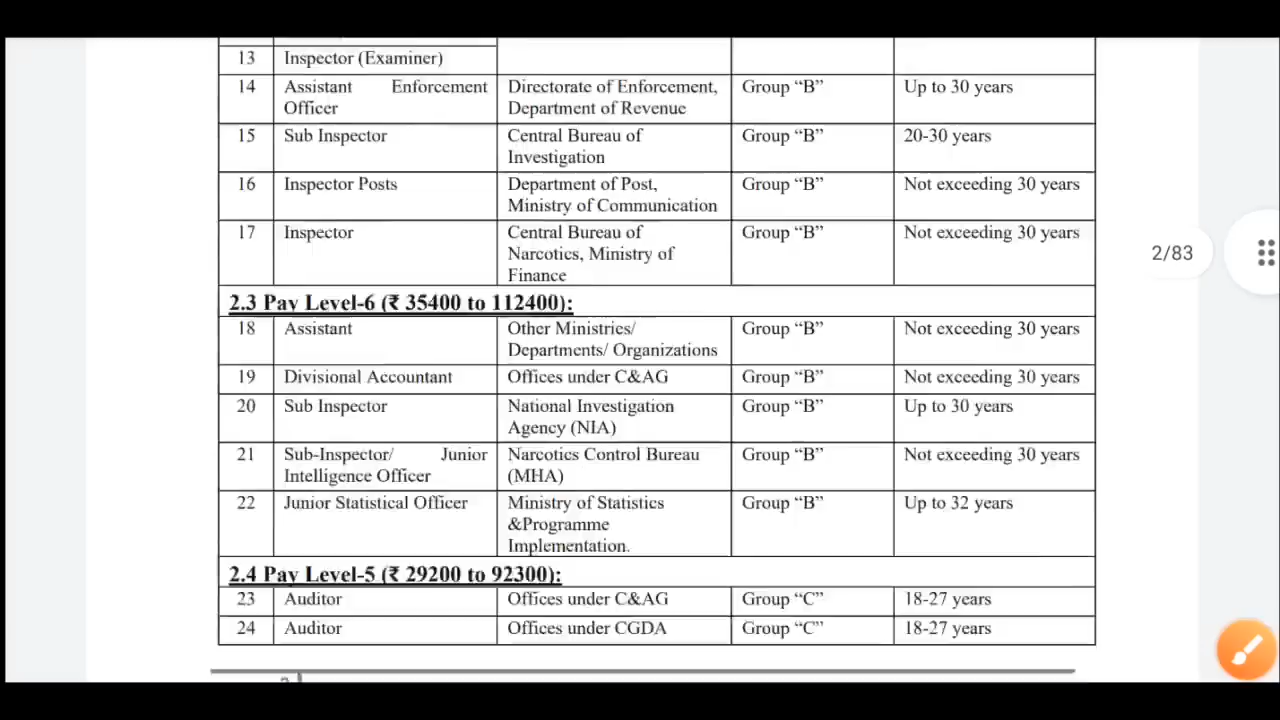 13 Inspector (Examiner)
14 Assistant Enforcement Directorate of Enforcement, Group “B” Up to 30 years
Officer Department of Revenue
15 Sub Inspector Central Bureau of Group “B” 20-30 years
Investigation
16 Inspector Posts Department of Post, Group “B” Not exceeding 30 years
Ministry of Communication
17 Inspector Central Bureau of Group “B” Not exceeding 30 years
Narcotics, Ministry of
Finance
2.3 Pay Level-6 (₹ 35400 to 112400):
18 Assistant Other Ministries/ Group “B” Not exceeding 30 years
Departments/ Organizations
19 Divisional Accountant Offices under C&AG Group “B” Not exceeding 30 years
20 Sub Inspector National Investigation Group “B” Up to 30 years
Agency (NIA)
21 Sub-Inspector/ Junior Narcotics Control Bureau Group “B” Not exceeding 30 years
Intelligence Officer (MHA)
22 Junior Statistical Officer Ministry of Statistics Group “B” Up to 32 years
&Programme
Implementation.
2.4 Pay Level-5 (₹ 29200 to 92300):
23 Auditor Offices under C&AG Group “C” 18-27 years
24 Auditor Offices under CGDA Group “C” 18-27 years
2/83